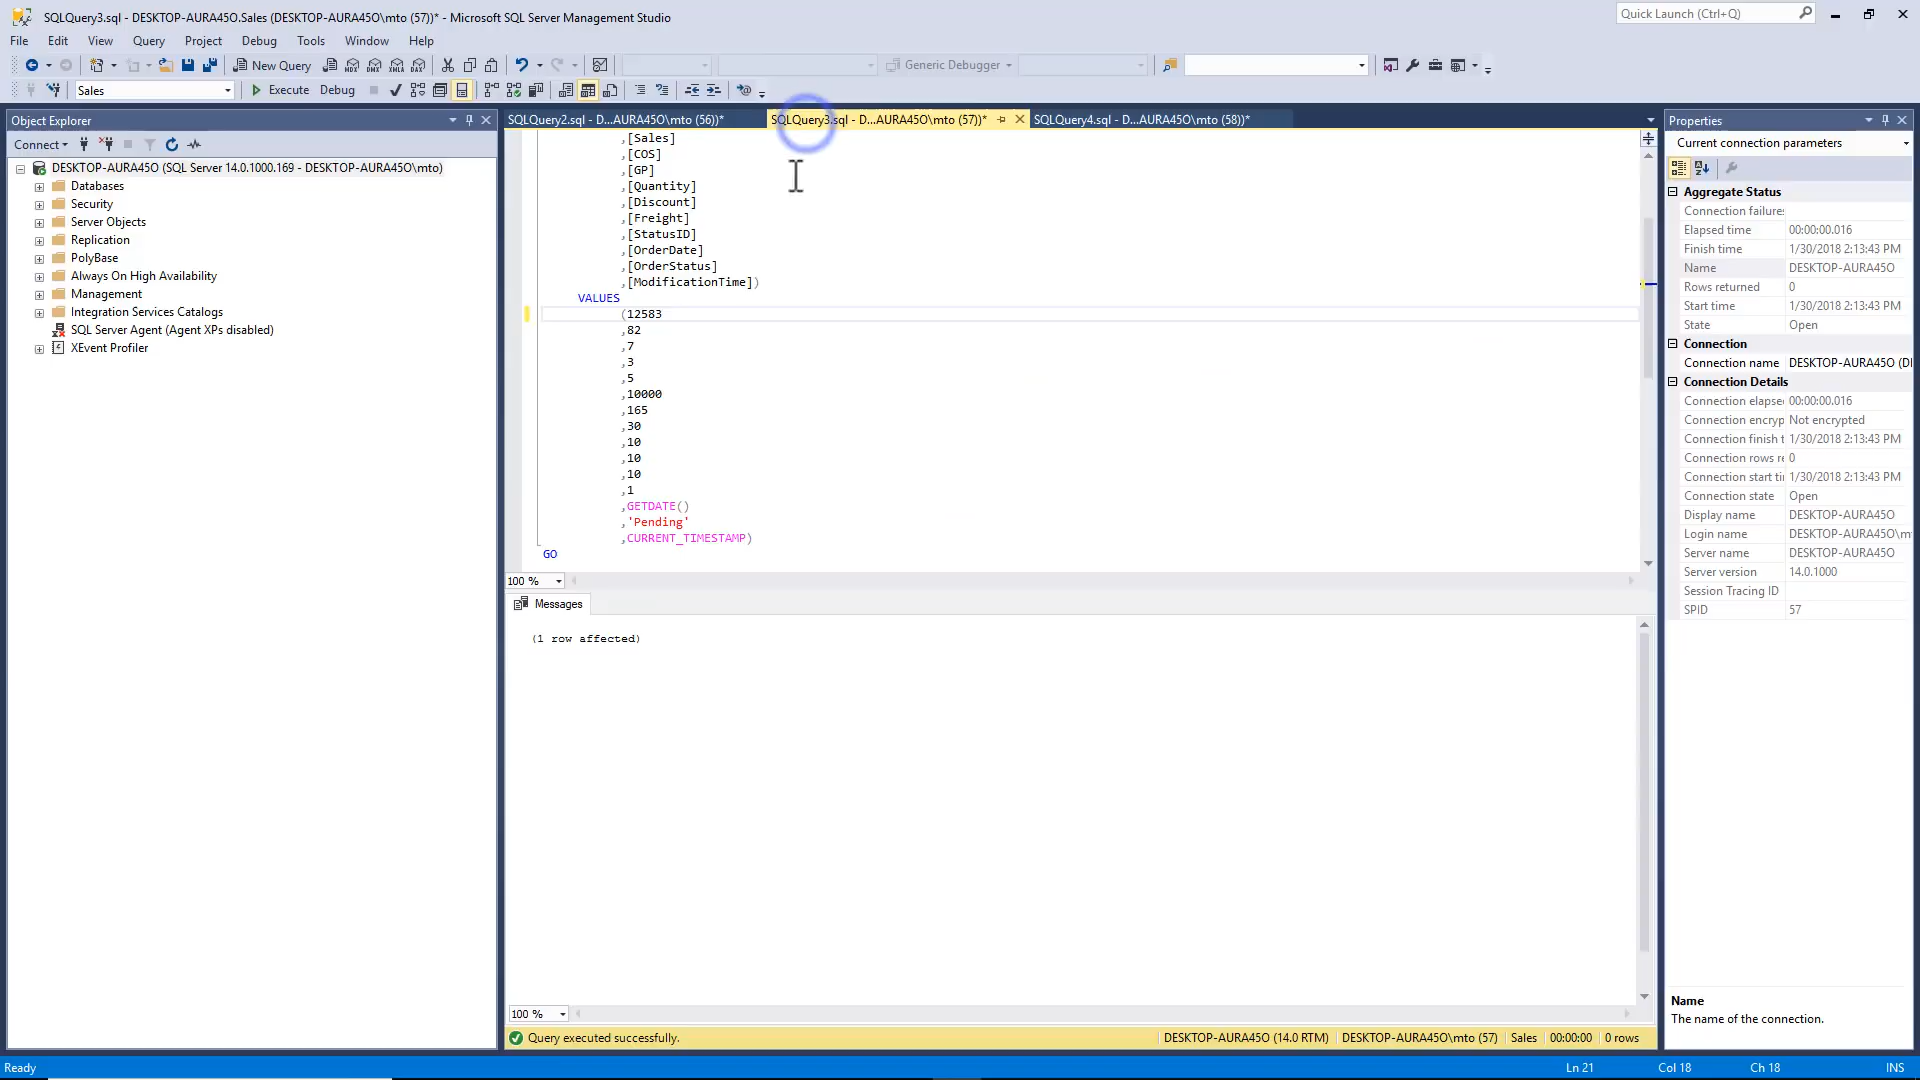 SQLQuery3.sql - DESKTOP-AURA45O.Sales (DESKTOP-AURA45O\mto (57))* - Microsoft SQL Server Management Studio
Quick Launch (Ctrl+Q)
File Edit View Query Project Debug Tools Window Help
New Query
Generic Debugger
Sales
Execute Debug
Object Explorer
Connect
DESKTOP-AURA45O (SQL Server 14.0.1000.169 - DESKTOP-AURA45O\mto)
Databases
Security
Server Objects
Replication
PolyBase
Always On High Availability
Management
Integration Services Catalogs
SQL Server Agent (Agent XPs disabled)
XEvent Profiler
SQLQuery2.sql - D...AURA45O\mto (56))* SQLQuery3.sql - D...AURA45O\mto (57))* SQLQuery4.sql - D...AURA45O\mto (58))*
,[Sales]
,[COS]
,[GP]
,[Quantity]
,[Discount]
,[Freight]
,[StatusID]
,[OrderDate]
,[OrderStatus]
,[ModificationTime])
VALUES
(12583
,82
,7
,3
,5
,10000
,165
,30
,10
,10
,10
,1
,GETDATE()
,'Pending'
,CURRENT_TIMESTAMP)
GO
100 %
Messages
(1 row affected)
100 %
Query executed successfully. DESKTOP-AURA45O (14.0 RTM) DESKTOP-AURA45O\mto (57) Sales 00:00:00 0 rows
Properties
Current connection parameters
Aggregate Status
Connection failures
Elapsed time 00:00:00.016
Finish time 1/30/2018 2:13:43 PM
Name DESKTOP-AURA45O
Rows returned 0
Start time 1/30/2018 2:13:43 PM
State Open
Connection
Connection name DESKTOP-AURA45O (DI
Connection Details
Connection elapse 00:00:00.016
Connection encryp Not encrypted
Connection finish t 1/30/2018 2:13:43 PM
Connection rows re 0
Connection start ti 1/30/2018 2:13:43 PM
Connection state Open
Display name DESKTOP-AURA45O
Login name DESKTOP-AURA45O\m
Server name DESKTOP-AURA45O
Server version 14.0.1000
Session Tracing ID
SPID 57
Name
The name of the connection.
Ready Ln 21 Col 18 Ch 18 INS